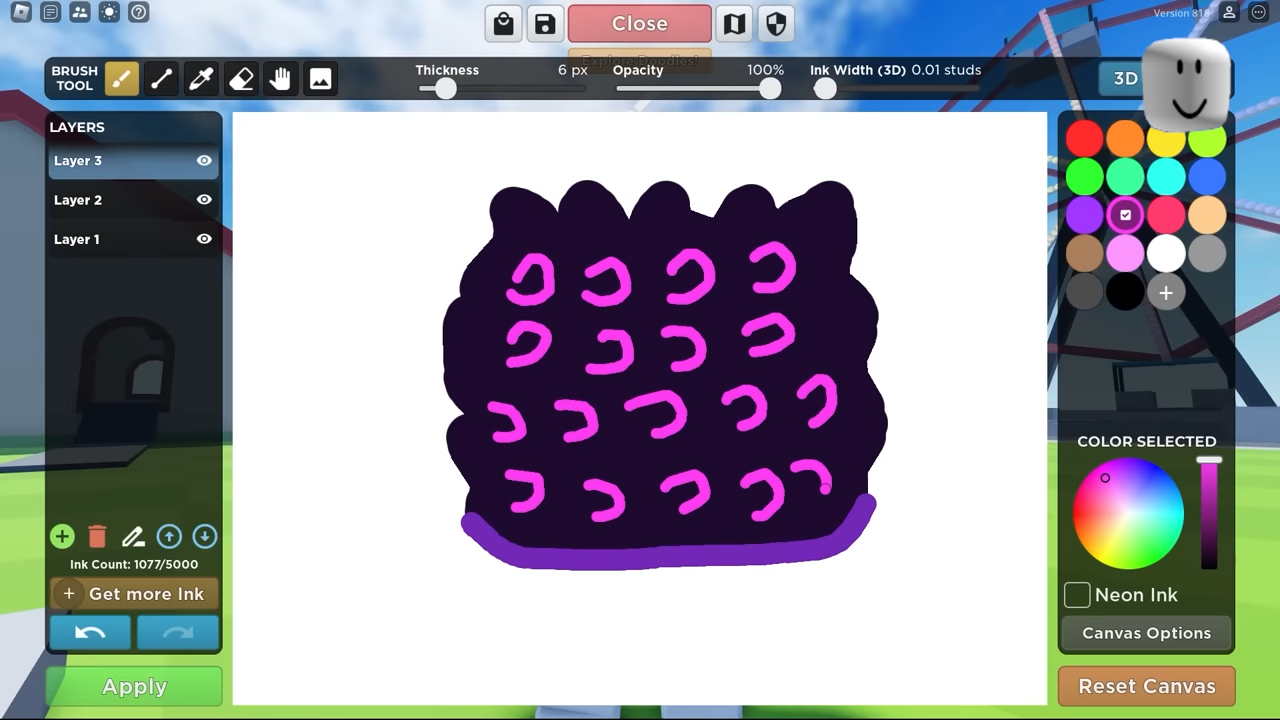 Close
Version 818
Explore Doodles!
BRUSH
TOOL
Thickness 6 px
Opacity 100%
Ink Width (3D) 0.01 studs
3D
LAYERS
Layer 3
Layer 2
Layer 1
Ink Count: 1077/5000
+ Get more Ink
Apply
COLOR SELECTED
Neon Ink
Canvas Options
Reset Canvas